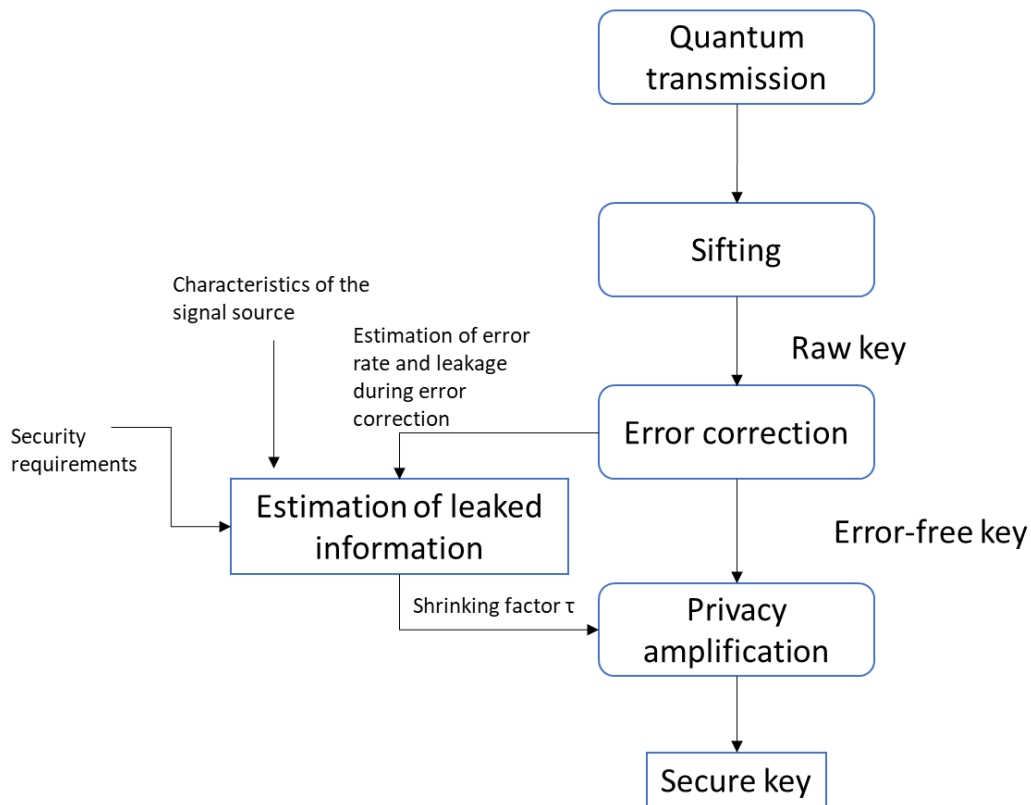 Quantum
transmission
Sifting
Characteristics of the
signal source
Estimation of error
rate and leakage
during error
correction
Raw key
Security
requirements
Error correction
Estimation of leaked
information
Error-free key
Shrinking factor τ
Privacy
amplification
Secure key